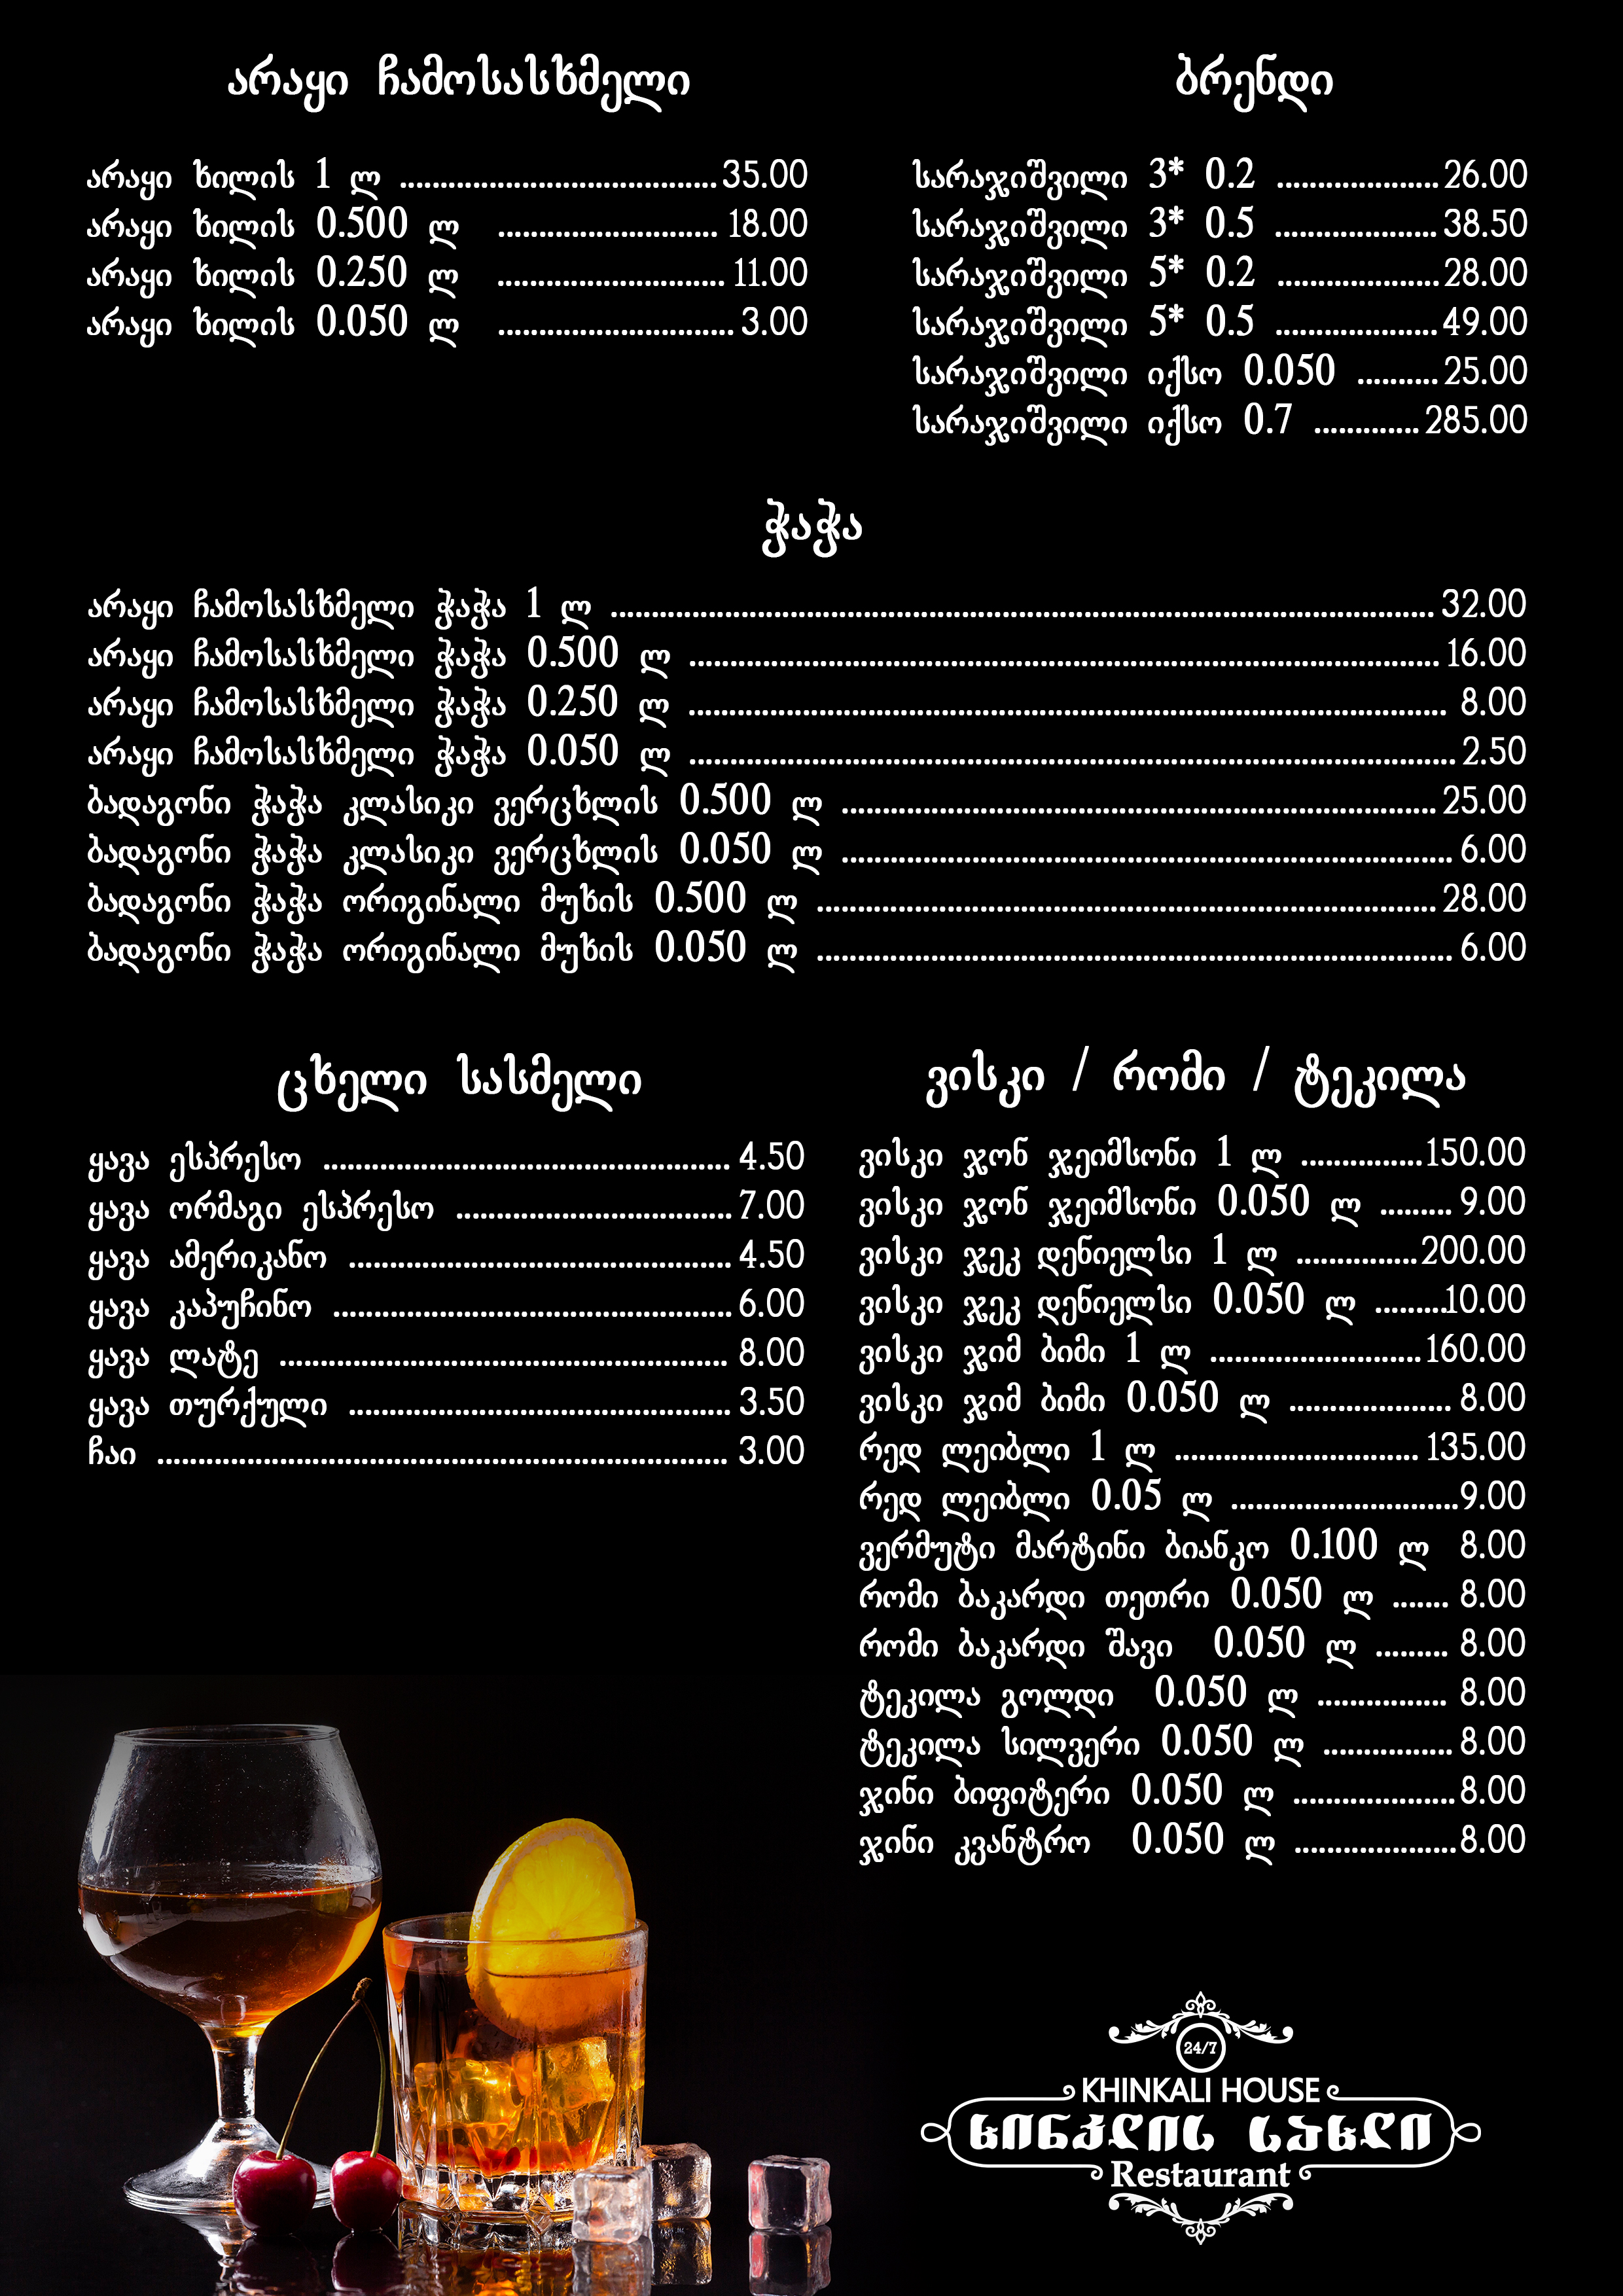 არაყი ჩამოსასხმელი
არაყი ხილის 1 ლ ....................................... 35.00
არაყი ხილის 0.500 ლ ........................... 18.00
არაყი ხილის 0.250 ლ ............................ 11.00
არაყი ხილის 0.050 ლ ............................. 3.00
ბრენდი
სარაჯიშვილი 3* 0.2 .................... 26.00
სარაჯიშვილი 3* 0.5 .................... 38.50
სარაჯიშვილი 5* 0.2 .................... 28.00
სარაჯიშვილი 5* 0.5 .................... 49.00
სარაჯიშვილი იქსო 0.050 .......... 25.00
სარაჯიშვილი იქსო 0.7 ............. 285.00
ჭაჭა
არაყი ჩამოსასხმელი ჭაჭა 1 ლ ........................................ 32.00
არაყი ჩამოსასხმელი ჭაჭა 0.500 ლ ........................................ 16.00
არაყი ჩამოსასხმელი ჭაჭა 0.250 ლ ........................................ 8.00
არაყი ჩამოსასხმელი ჭაჭა 0.050 ლ ........................................ 2.50
ბადაგონი ჭაჭა კლასიკი ვერცხლის 0.500 ლ ........................................ 25.00
ბადაგონი ჭაჭა კლასიკი ვერცხლის 0.050 ლ ........................................ 6.00
ბადაგონი ჭაჭა ორიგინალი მუხის 0.500 ლ ........................................ 28.00
ბადაგონი ჭაჭა ორიგინალი მუხის 0.050 ლ ........................................ 6.00
ცხელი სასმელი
ყავა ესპრესო .................................................. 4.50
ყავა ორმაგი ესპრესო .................................. 7.00
ყავა ამერიკანო ............................................... 4.50
ყავა კაპუჩინო ................................................. 6.00
ყავა ლატე ....................................................... 8.00
ყავა თურქული ............................................... 3.50
ჩაი ...................................................................... 3.00
ვისკი / რომი / ტეკილა
ვისკი ჯონ ჯეიმსონი 1 ლ ............... 150.00
ვისკი ჯონ ჯეიმსონი 0.050 ლ ......... 9.00
ვისკი ჯეკ დენიელსი 1 ლ ............... 200.00
ვისკი ჯეკ დენიელსი 0.050 ლ ......... 10.00
ვისკი ჯიმ ბიმი 1 ლ .......................... 160.00
ვისკი ჯიმ ბიმი 0.050 ლ .................... 8.00
რედ ლეიბლი 1 ლ .............................. 135.00
რედ ლეიბლი 0.05 ლ ............................ 9.00
ვერმუტი მარტინი ბიანკო 0.100 ლ 8.00
რომი ბაკარდი თეთრი 0.050 ლ ....... 8.00
რომი ბაკარდი შავი 0.050 ლ ......... 8.00
ტეკილა გოლდი 0.050 ლ ................ 8.00
ტეკილა სილვერი 0.050 ლ ................ 8.00
ჯინი ბიფიტერი 0.050 ლ .................... 8.00
ჯინი კვანტრო 0.050 ლ .................... 8.00
24/7
KHINKALI HOUSE
ხინკლის სახლი
Restaurant